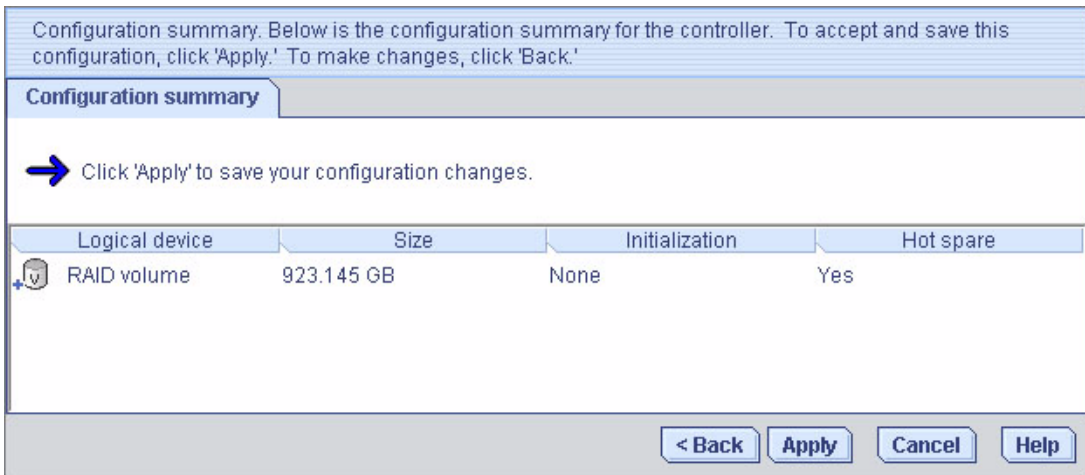 Configuration summary. Below is the configuration summary for the controller.  To accept and save this
configuration, click 'Apply.'  To make changes, click 'Back.'
Configuration summary
Click 'Apply' to save your configuration changes.
Logical device Size Initialization Hot spare
v RAID volume 923.145 GB None Yes
< Back Apply Cancel Help